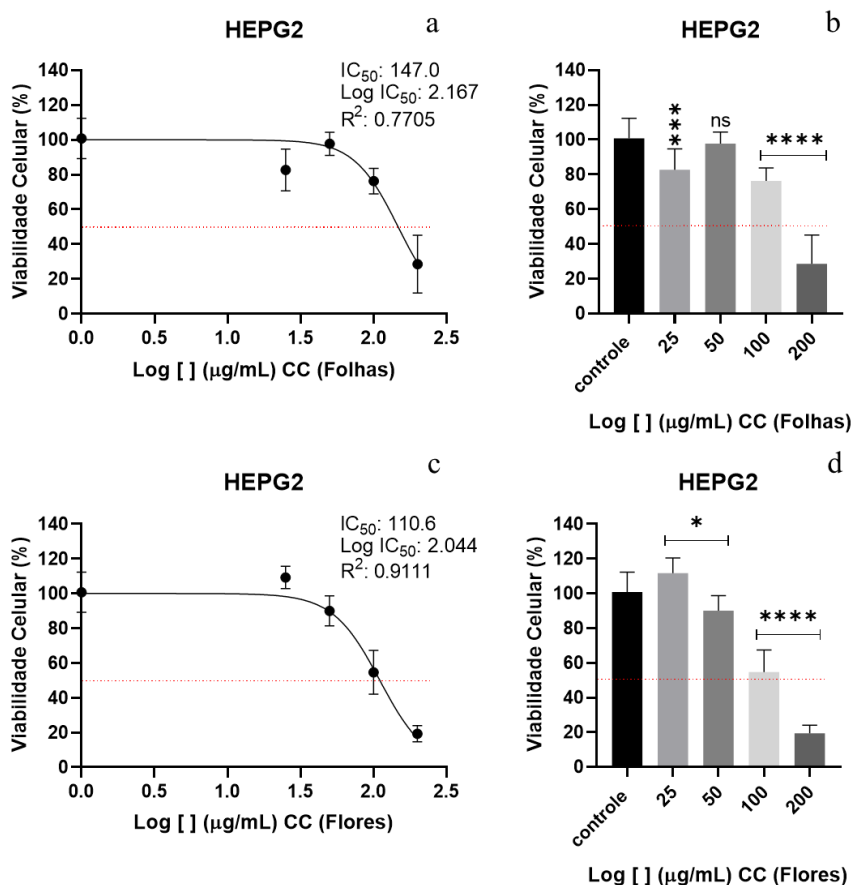 a
HEPG2
IC50: 147.0
Log IC50: 2.167
R2: 0.7705
Viabilidade Celular (%)
140
120
100
80
60
40
20
0
0.0 0.5 1.0 1.5 2.0 2.5
Log [ ] (μg/mL) CC (Folhas)
b
HEPG2
Viabilidade Celular (%)
140
120
100
80
60
40
20
0
***
ns
****
controle 25 50 100 200
Log [ ] (μg/mL) CC (Folhas)
c
HEPG2
IC50: 110.6
Log IC50: 2.044
R2: 0.9111
Viabilidade Celular (%)
140
120
100
80
60
40
20
0
0.0 0.5 1.0 1.5 2.0 2.5
Log [ ] (μg/mL) CC (Flores)
d
HEPG2
Viabilidade Celular (%)
140
120
100
80
60
40
20
0
*
****
controle 25 50 100 200
Log [ ] (μg/mL) CC (Flores)